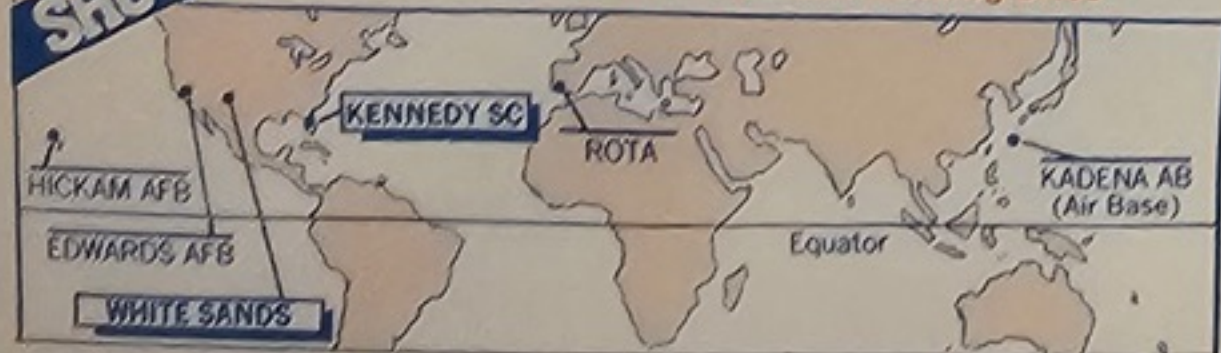 KENNEDY SC
ROTA
HICKAM AFB
KADENA AB
(Air Base)
EDWARDS AFB
Equator
WHITE SANDS